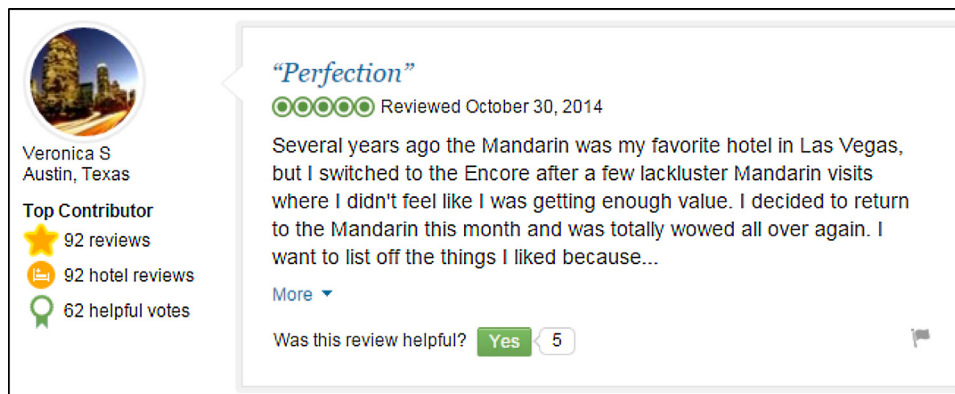 Veronica S
Austin, Texas
Top Contributor
92 reviews
92 hotel reviews
62 helpful votes
“Perfection”
Reviewed October 30, 2014
Several years ago the Mandarin was my favorite hotel in Las Vegas,
but I switched to the Encore after a few lackluster Mandarin visits
where I didn't feel like I was getting enough value. I decided to return
to the Mandarin this month and was totally wowed all over again. I
want to list off the things I liked because...
More
Was this review helpful? Yes 5